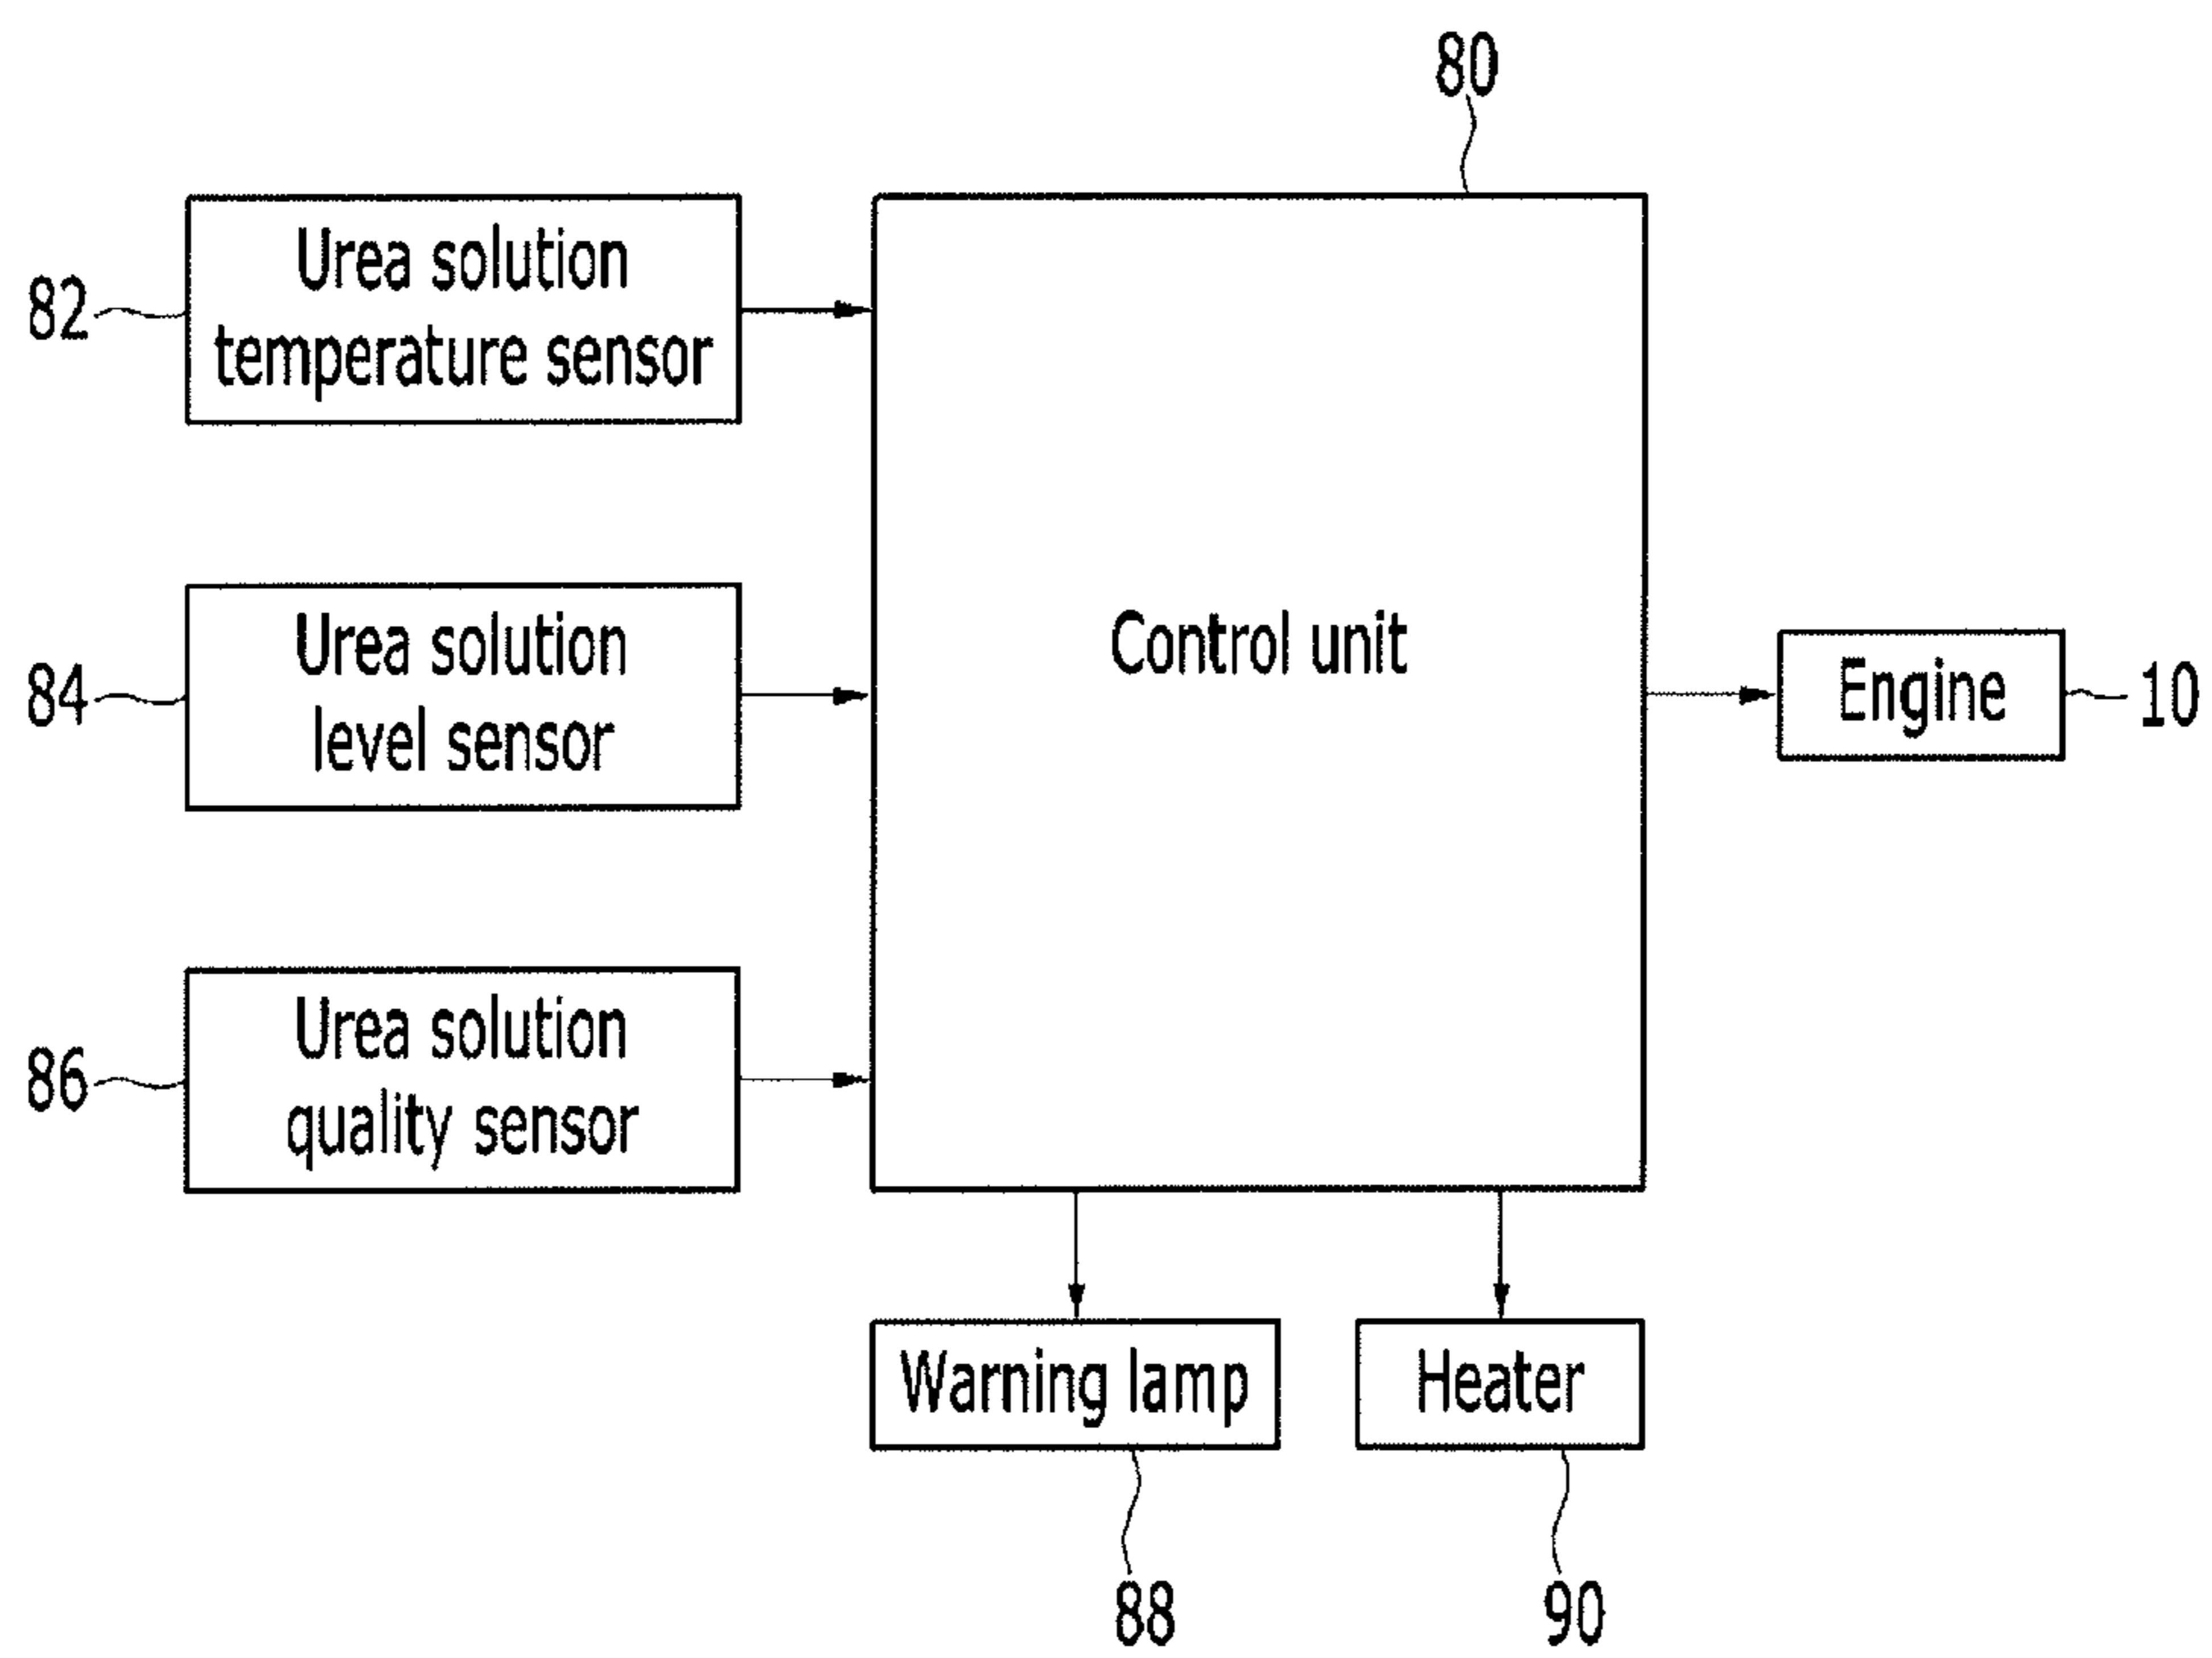 80
82
Urea solution
temperature sensor
84
Urea solution
level sensor
Control unit
Engine
10
86
Urea solution
quality sensor
Warning lamp
Heater
88
90